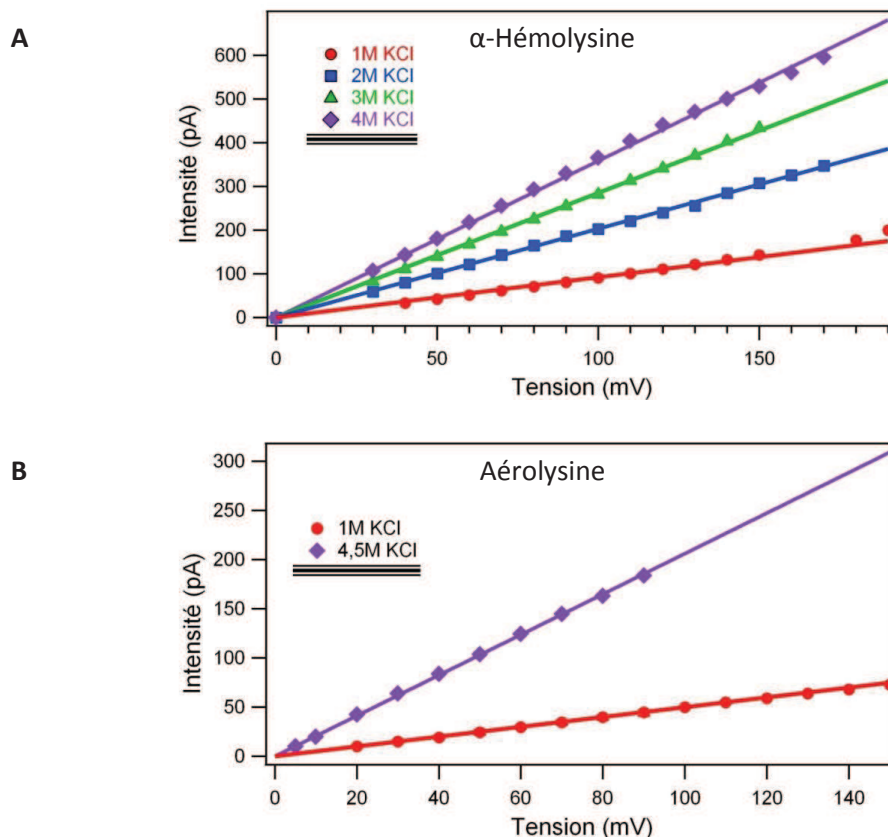 A
α-Hémolysine
1M KCl
2M KCl
3M KCl
4M KCl
Intensité (pA)
600
500
400
300
200
100
0
0 50 100 150
Tension (mV)
B
Aérolysine
1M KCl
4,5M KCl
Intensité (pA)
300
250
200
150
100
50
0
20 40 60 80 100 120 140
Tension (mV)